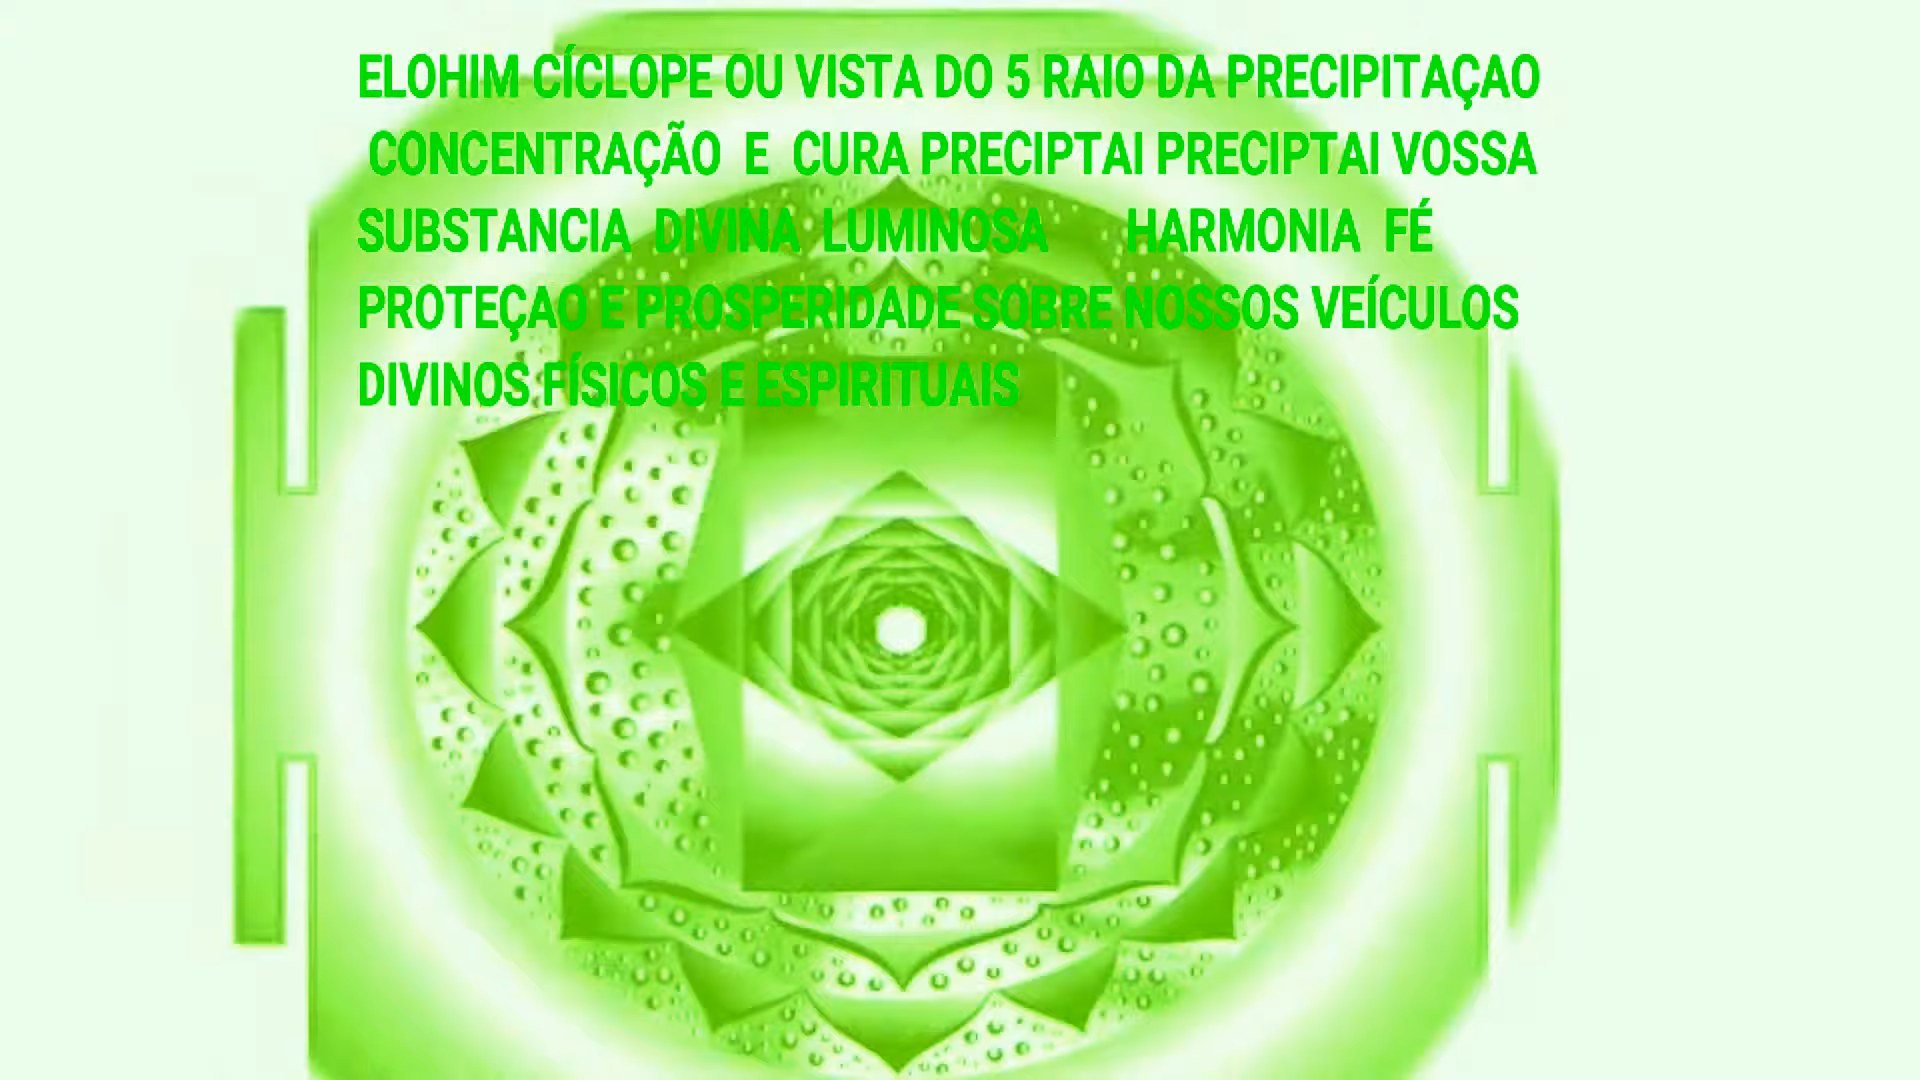 ELOHIM CÍCLOPE OU VISTA DO 5 RAIO DA PRECIPITAÇAO
CONCENTRAÇÃO E CURA PRECIPTAI PRECIPTAI VOSSA
SUBSTANCIA DIVINA LUMINOSA HARMONIA FÉ
PROTEÇAO E PROSPERIDADE SOBRE NOSSOS VEÍCULOS
DIVINOS FÍSICOS E ESPIRITUAIS